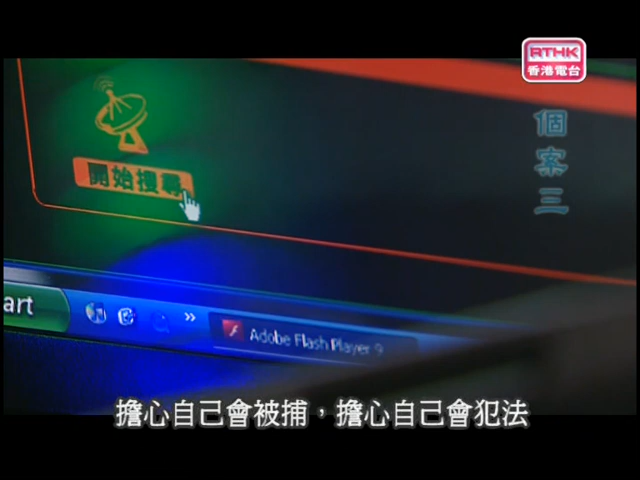 RTHK
香港電台
個案三
開始搜尋
art
Adobe Flash Player 9
擔心自己會被捕，擔心自己會犯法